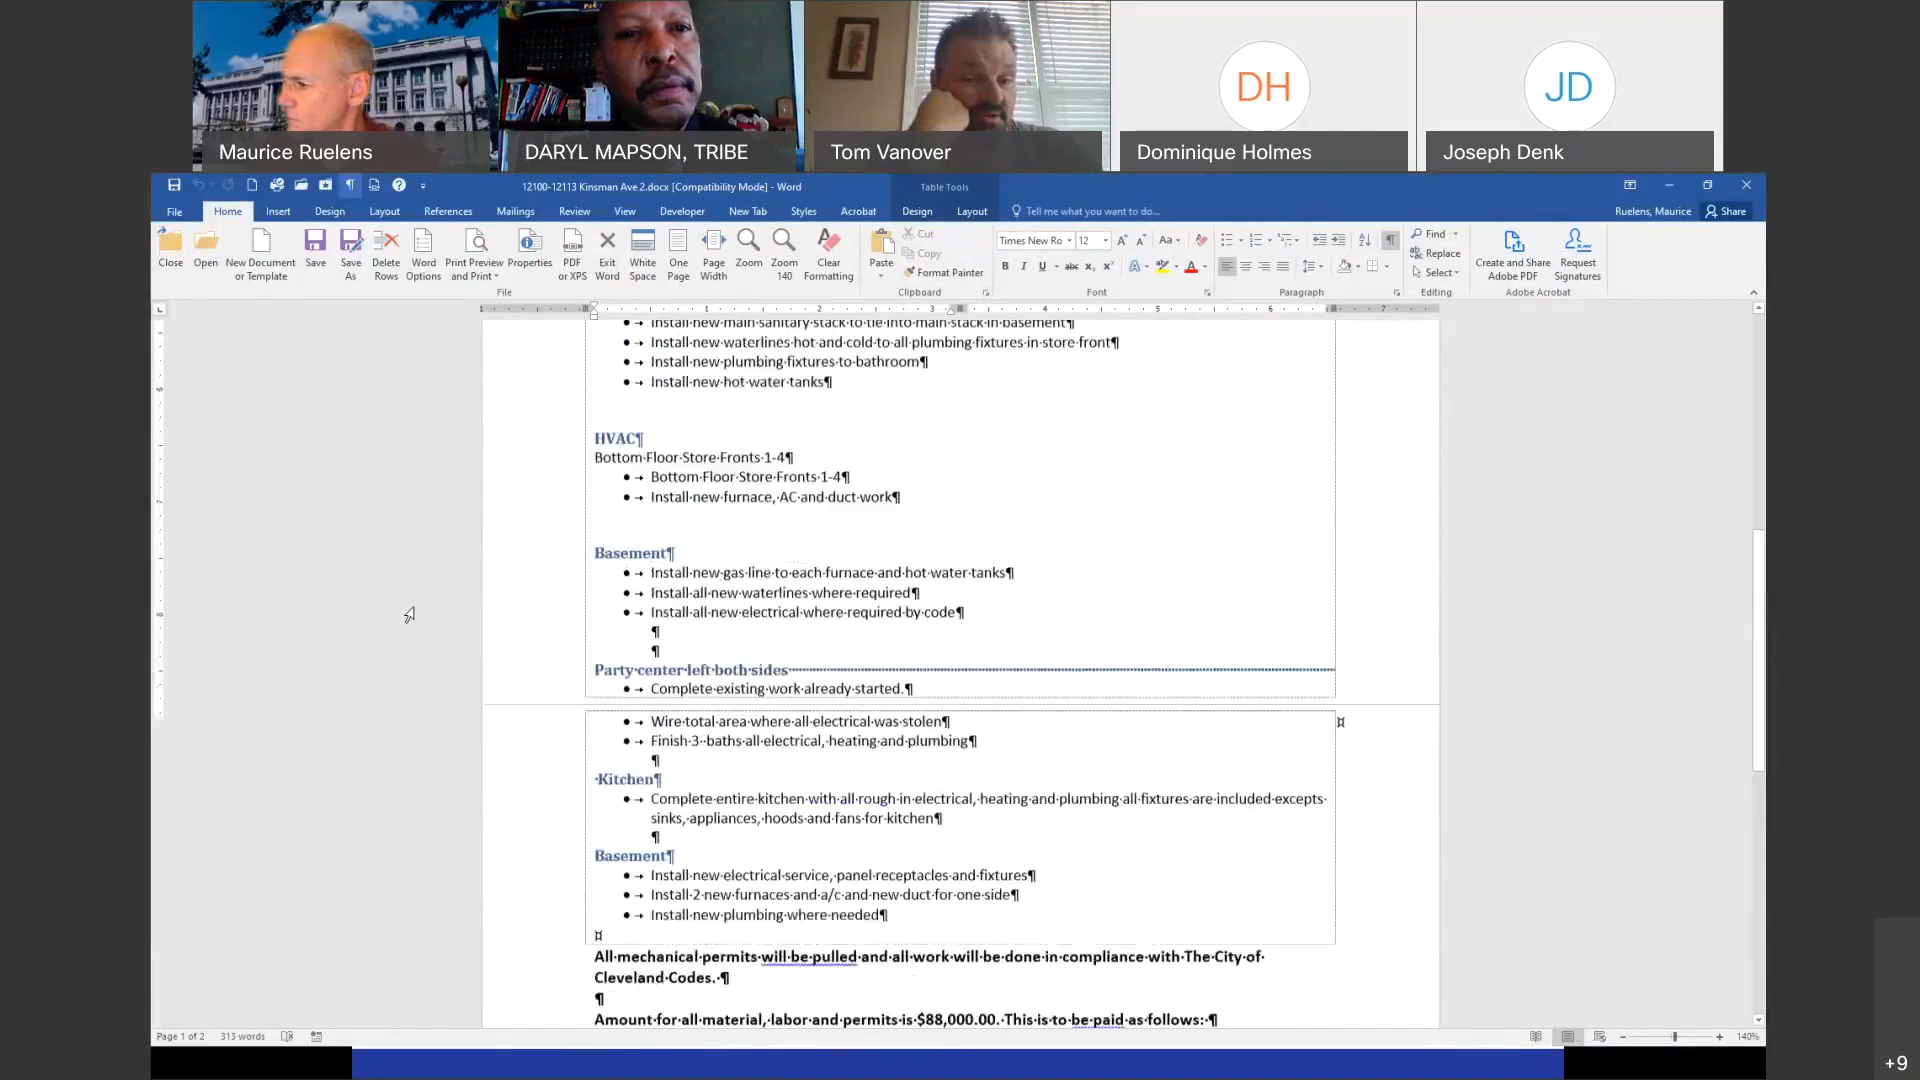 DH
JD
Maurice Ruelens
DARYL MAPSON, TRIBE
Tom Vanover
Dominique Holmes
Joseph Denk
12100-12113 Kinsman Ave 2.docx [Compatibility Mode] - Word
Table Tools
File Home Insert Design Layout References Mailings Review View Developer New Tab Styles Acrobat Design Layout Tell me what you want to do... Ruelens, Maurice Share
Close
Open
New Document or Template
Save
Save As
Delete Rows
Word Options
Print Preview and Print
Properties
PDF or XPS
Exit Word
White Space
One Page
Page Width
Zoom
Zoom 140
Clear Formatting
Paste
Cut
Copy
Format Painter
Times New Ro 12
Find
Replace
Select
Create and Share Adobe PDF
Request Signatures
File Clipboard Font Paragraph Editing Adobe Acrobat
1 1 2 3 4 5 6 7
• Install new main sanitary stack to tie into main stack in basement¶
• Install new waterlines hot and cold to all plumbing fixtures in store front¶
• Install new plumbing fixtures to bathroom¶
• Install new hot water tanks¶
HVAC¶
Bottom Floor Store Fronts 1-4¶
• Bottom Floor Store Fronts 1-4¶
• Install new furnace, AC and duct work¶
Basement¶
• Install new gas line to each furnace and hot water tanks¶
• Install all new waterlines where required¶
• Install all new electrical where required by code¶
¶
¶
Party center left both sides
• Complete existing work already started.¶
• Wire total area where all electrical was stolen¶
• Finish 3 baths all electrical, heating and plumbing¶
¶
Kitchen¶
• Complete entire kitchen with all rough in electrical, heating and plumbing all fixtures are included excepts
sinks, appliances, hoods and fans for kitchen¶
¶
Basement¶
• Install new electrical service, panel receptacles and fixtures¶
• Install 2 new furnaces and a/c and new duct for one side¶
• Install new plumbing where needed¶
All mechanical permits will be pulled and all work will be done in compliance with The City of
Cleveland Codes. ¶
¶
Amount for all material, labor and permits is $88,000.00. This is to be paid as follows: ¶
Page 1 of 2 313 words 140%
+9